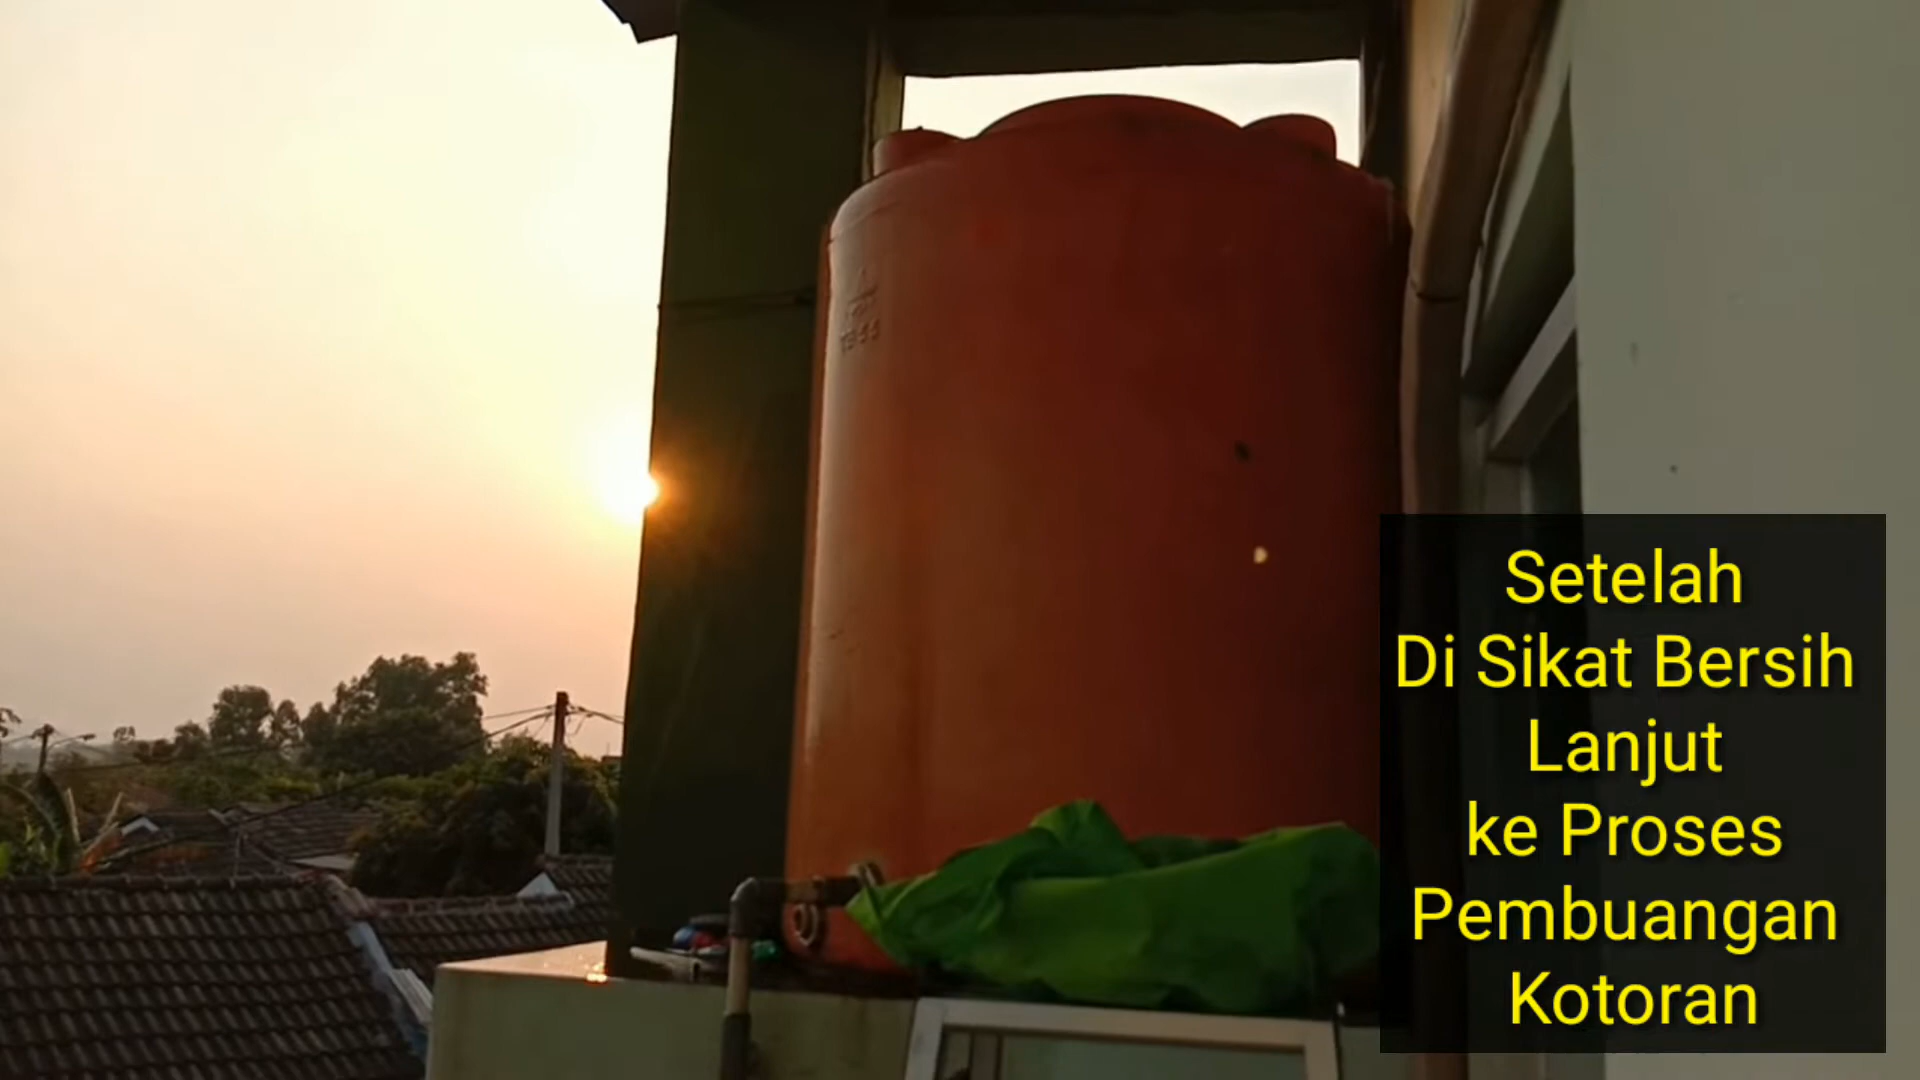 Setelah
Di Sikat Bersih
Lanjut
ke Proses
Pembuangan
Kotoran